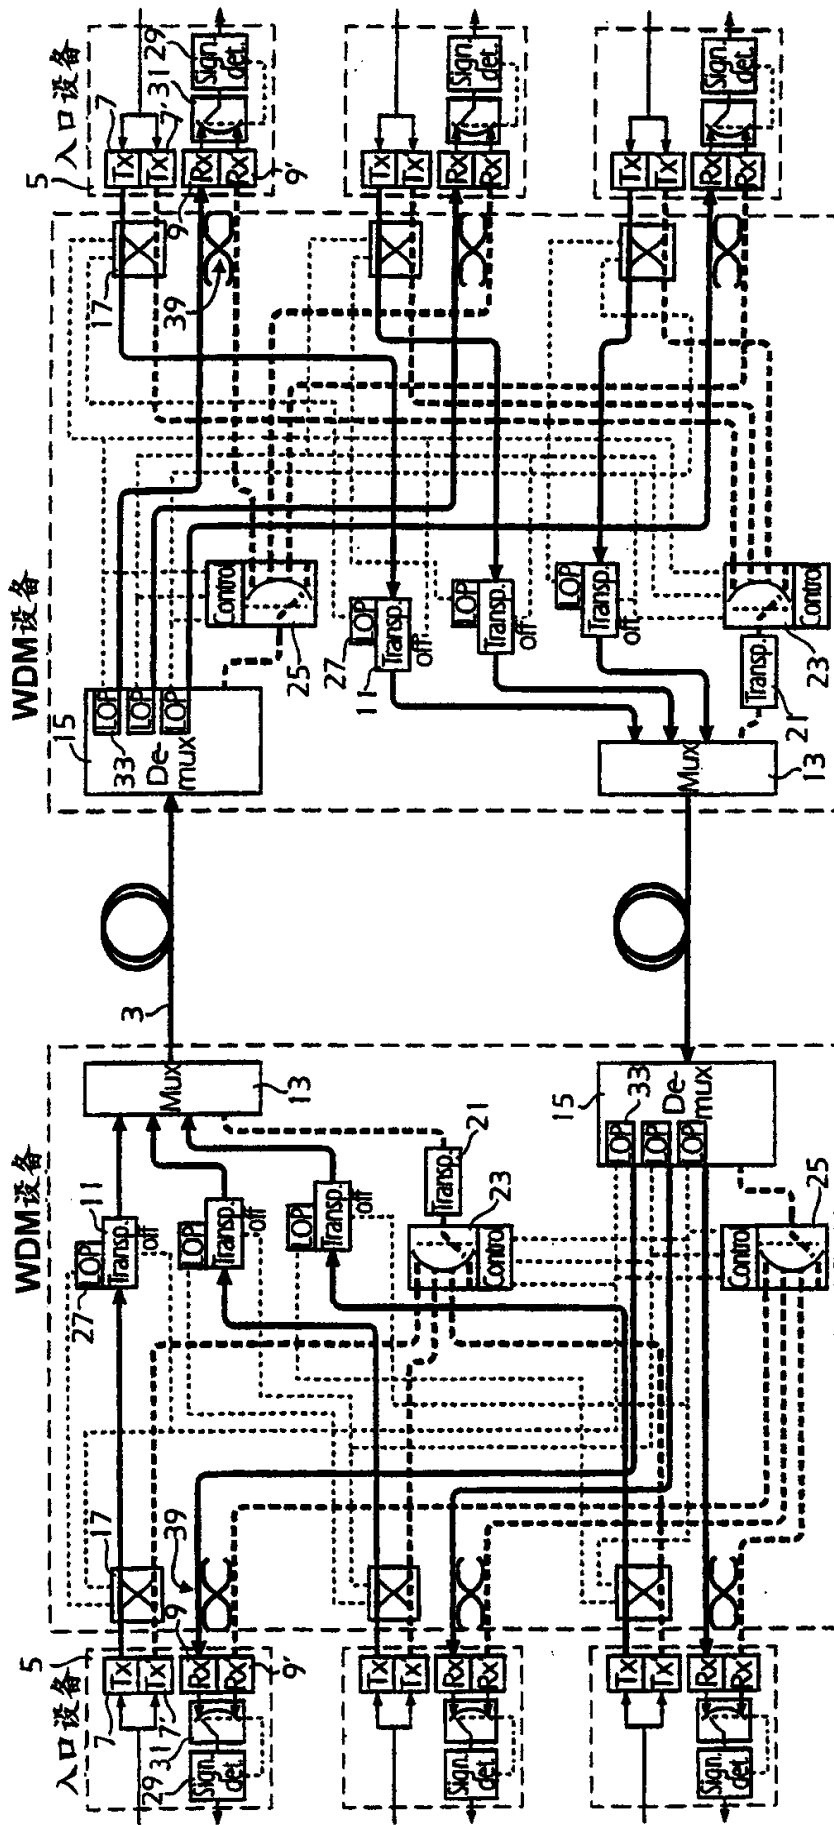 WDM设备
入口设备
5
7
Tx
Tx
7'
9
Rx
Rx
9'
31
29
Sign.
det.
17
39
27
LOP
Transp.
11
off
LOP
Transp.
off
LOP
Transp.
off
Mux
13
Transp.
21
23
Control
Tx
Tx
Rx
Rx
Sign.
det.
Tx
Tx
Rx
Rx
Sign.
det.
15
LOP
33
LOP
LOP
De-
mux
Control
25
3
WDM设备
15
LOP
33
LOP
LOP
De-
mux
Control
25
17
39
入口设备
5
7
Tx
Tx
7'
9
Rx
Rx
9'
31
29
Sign.
det.
27
LOP
Transp.
11
off
LOP
Transp.
off
LOP
Transp.
off
Tx
Tx
Rx
Rx
Sign.
det.
Mux
13
Transp.
21
23
Control
Tx
Tx
Rx
Rx
Sign.
det.